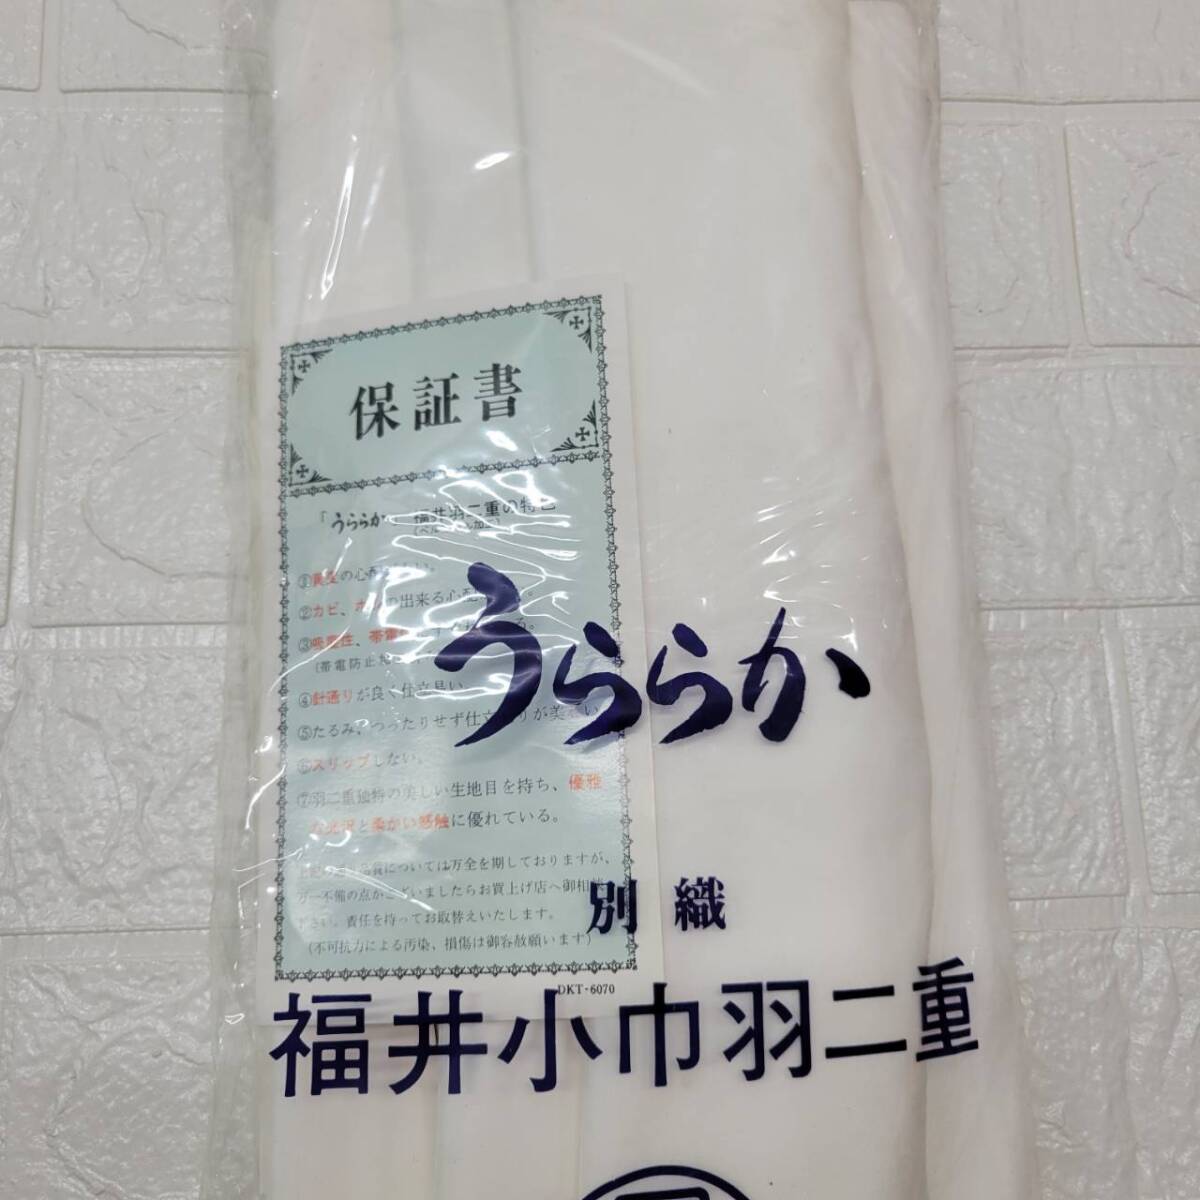 保証書
「うららか 福井羽二重の特色
①黄変の心配
②カビ、 の出来る心配
③吸湿性、帯電
(帯電防止
④針通りが良く仕立易い
⑤たるみ、つったりせず仕立 りが美しい
⑥スリップしない。
⑦羽二重独特の美しい生地目を持ち、優雅
な光沢と柔かい感触に優れている。
品質については万全を期しておりますが、
万一不備の点がございましたらお買上げ店へ御相談
下さい。責任を持ってお取替えいたします。
(不可抗力による汚染、損傷は御容赦願います)
DKT-6070
うららか
別織
福井小巾羽二重